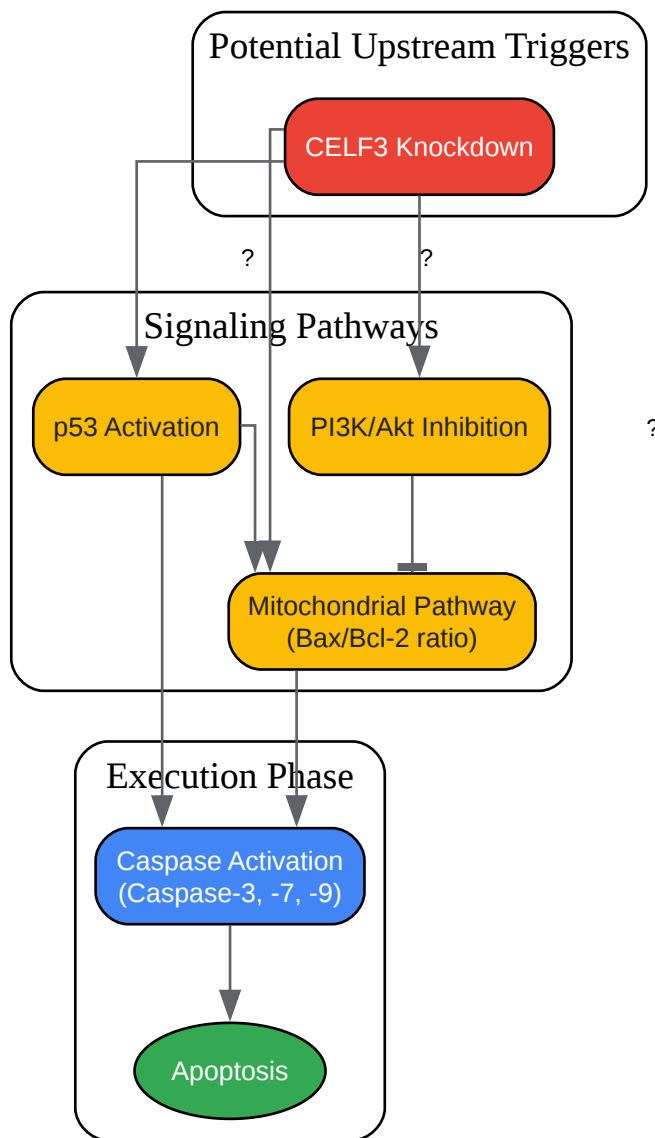 Potential Upstream Triggers
CELF3 Knockdown
?
?
Signaling Pathways
p53 Activation
PI3K/Akt Inhibition
?
Mitochondrial Pathway
(Bax/Bcl-2 ratio)
Execution Phase
Caspase Activation
(Caspase-3, -7, -9)
Apoptosis